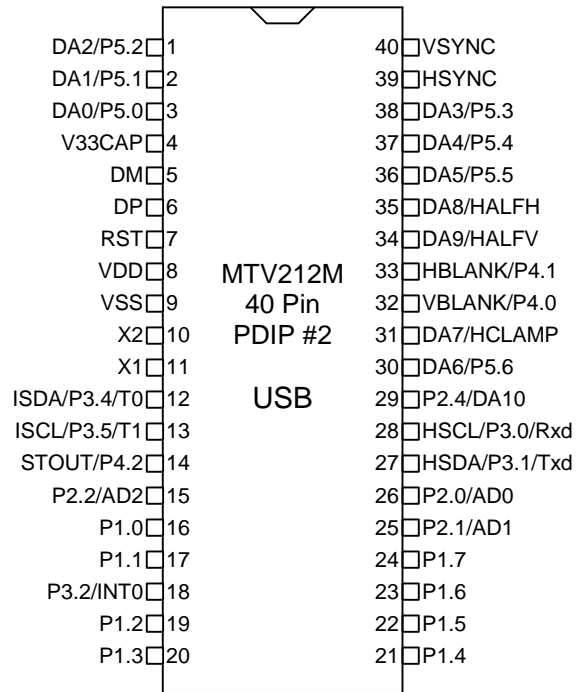 DA2/P5.2 1 40 VSYNC
DA1/P5.1 2 39 HSYNC
DA0/P5.0 3 38 DA3/P5.3
V33CAP 4 37 DA4/P5.4
DM 5 36 DA5/P5.5
DP 6 35 DA8/HALFH
RST 7 34 DA9/HALFV
VDD 8 MTV212M 33 HBLANK/P4.1
VSS 9 40 Pin 32 VBLANK/P4.0
X2 10 PDIP #2 31 DA7/HCLAMP
X1 11 30 DA6/P5.6
ISDA/P3.4/T0 12 USB 29 P2.4/DA10
ISCL/P3.5/T1 13 28 HSCL/P3.0/Rxd
STOUT/P4.2 14 27 HSDA/P3.1/Txd
P2.2/AD2 15 26 P2.0/AD0
P1.0 16 25 P2.1/AD1
P1.1 17 24 P1.7
P3.2/INT0 18 23 P1.6
P1.2 19 22 P1.5
P1.3 20 21 P1.4